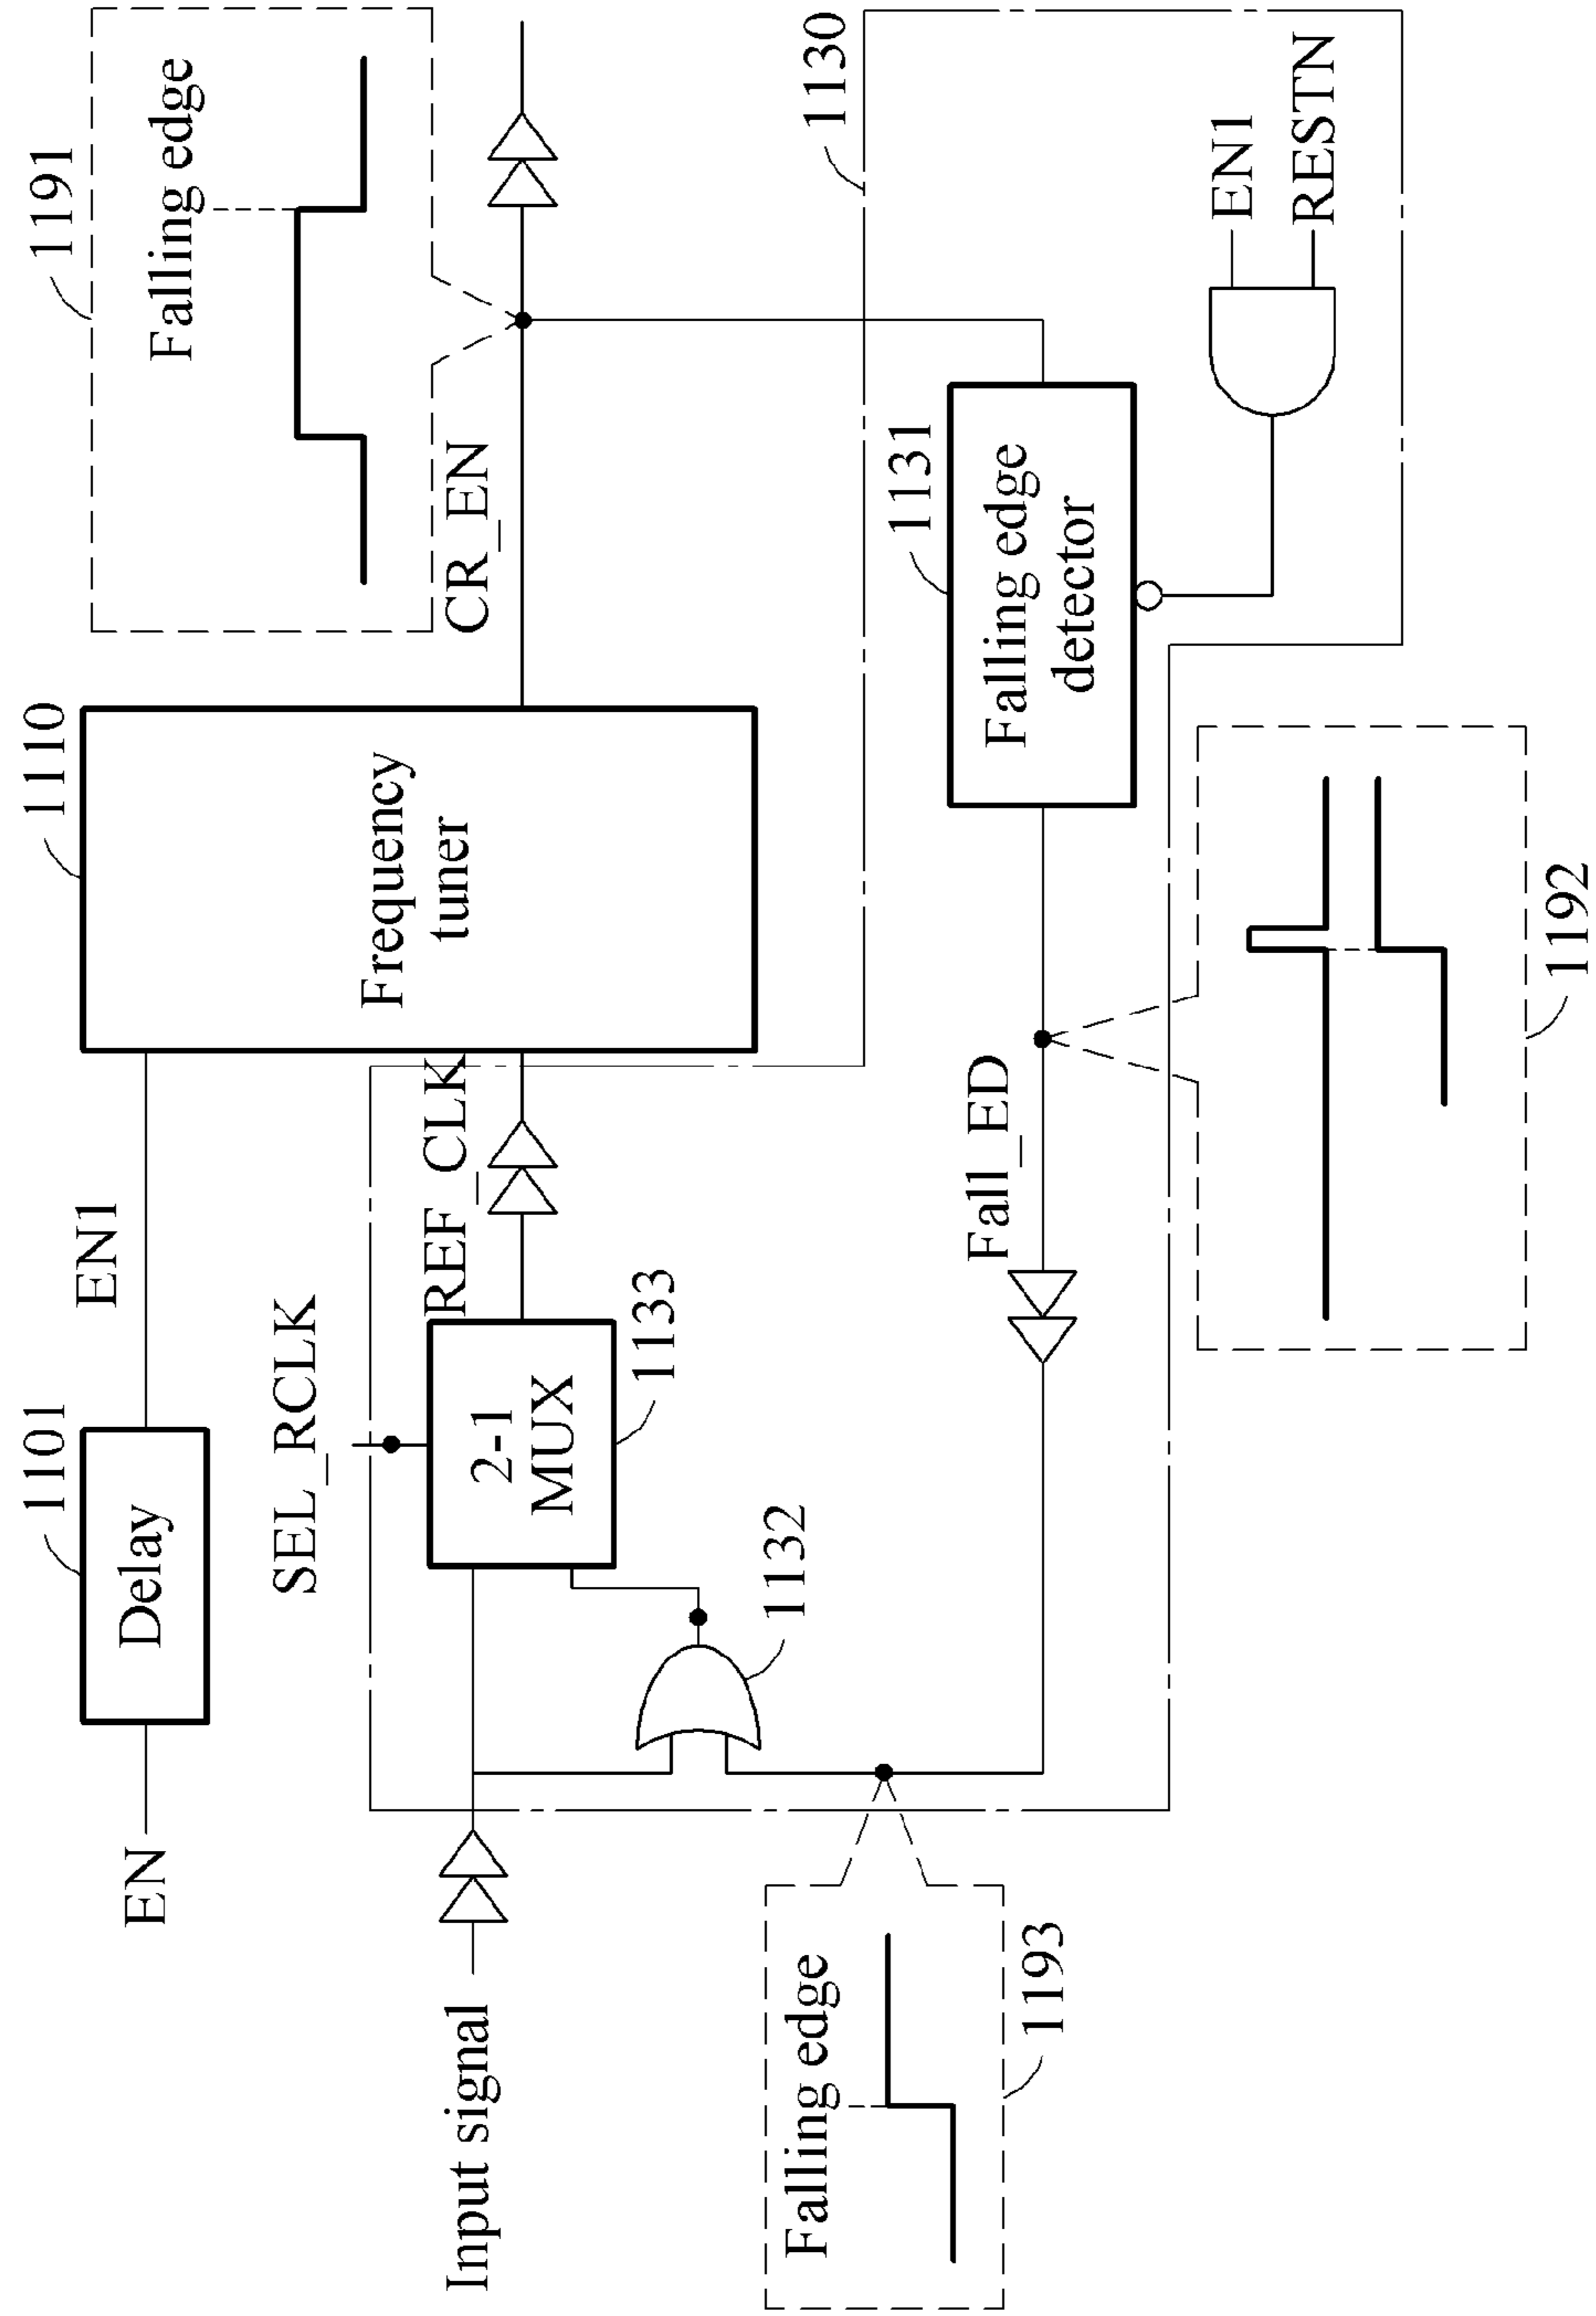 1191
Falling edge
1110
Frequency
tuner
CR_EN
1101
Delay
EN
EN1
SEL_RCLK
REF_CLK
2-1
MUX
1133
Input signal
1132
1130
1131
Falling edge
detector
EN1
RESTN
Fall_ED
Falling edge
1193
1192